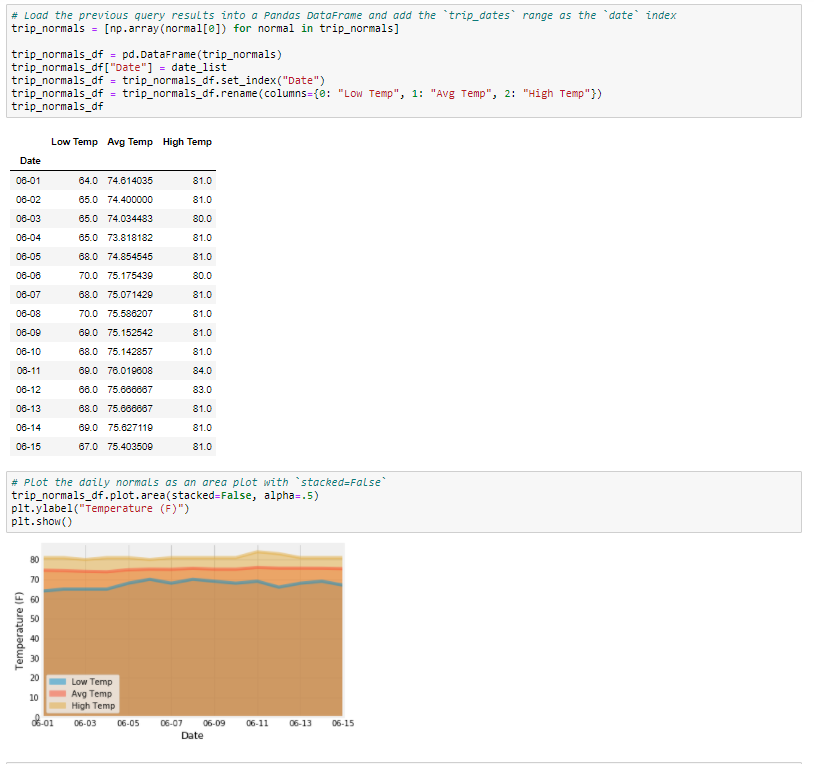 # Load the previous query results into a Pandas DataFrame and add the `trip_dates` range as the `date` index
trip_normals = [np.array(normal[0]) for normal in trip_normals]
trip_normals_df = pd.DataFrame(trip_normals)
trip_normals_df["Date"] = date_list
trip_normals_df = trip_normals_df.set_index("Date")
trip_normals_df = trip_normals_df.rename(columns={0: "Low Temp", 1: "Avg Temp", 2: "High Temp"})
trip_normals_df
Low Temp Avg Temp High Temp
Date
06-01 64.0 74.614035 81.0
06-02 65.0 74.400000 81.0
06-03 65.0 74.034483 80.0
06-04 65.0 73.818182 81.0
06-05 68.0 74.854545 81.0
06-06 70.0 75.175439 80.0
06-07 68.0 75.071429 81.0
06-08 70.0 75.586207 81.0
06-09 69.0 75.152542 81.0
06-10 68.0 75.142857 81.0
06-11 69.0 76.019608 84.0
06-12 66.0 75.666667 83.0
06-13 68.0 75.666667 81.0
06-14 69.0 75.627119 81.0
06-15 67.0 75.403509 81.0
# Plot the daily normals as an area plot with `stacked=False`
trip_normals_df.plot.area(stacked=False, alpha=.5)
plt.ylabel("Temperature (F)")
plt.show()
80
70
60
50
40
30
20
10
0
Temperature (F)
Low Temp
Avg Temp
High Temp
06-01 06-03 06-05 06-07 06-09 06-11 06-13 06-15
Date